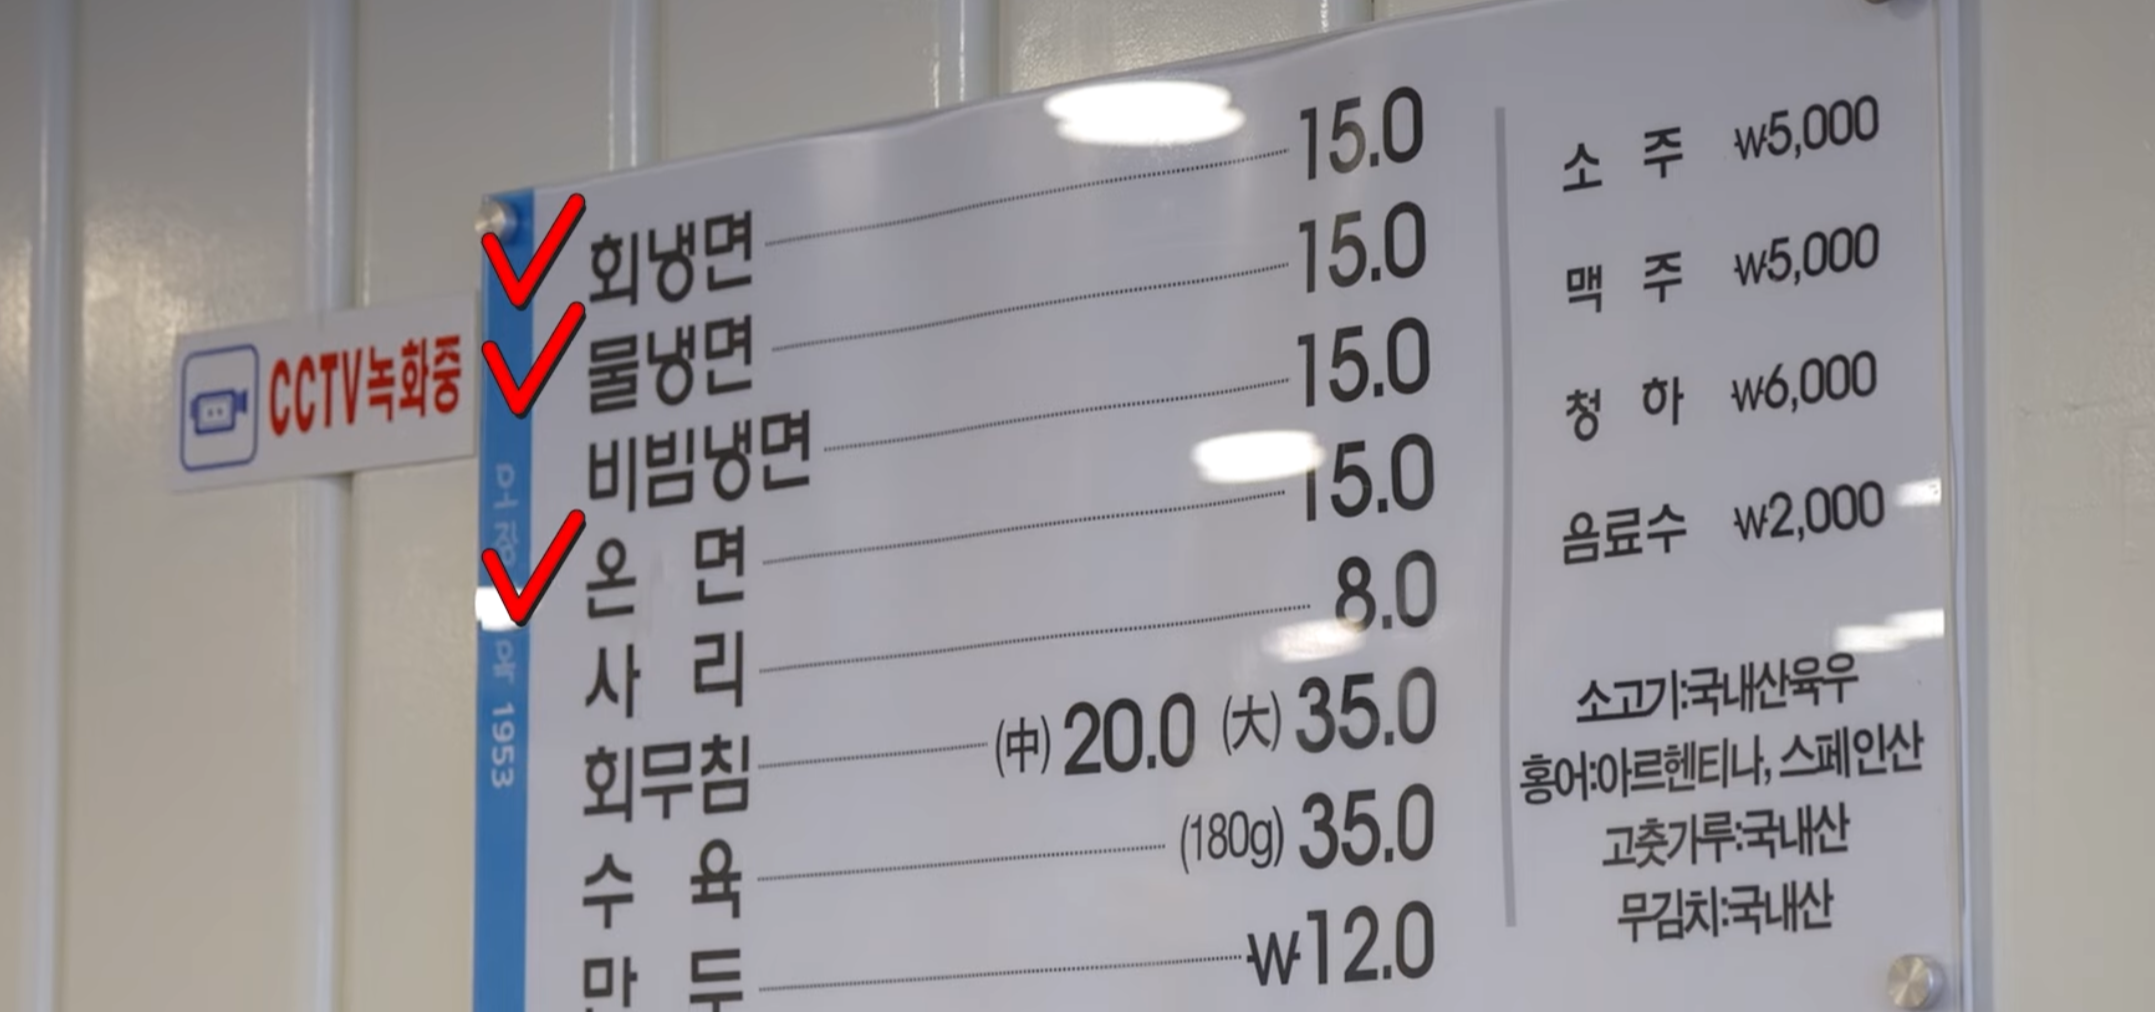 CCTV녹화중
1953
회냉면 15.0
물냉면 15.0
비빔냉면 15.0
온 면 15.0
사 리 8.0
회무침 (中) 20.0 (大) 35.0
수 육 (180g) 35.0
만 두 ₩12.0
소 주 ₩5,000
맥 주 ₩5,000
청 하 ₩6,000
음료수 ₩2,000
소고기:국내산육우
홍어:아르헨티나, 스페인산
고춧가루:국내산
무김치:국내산